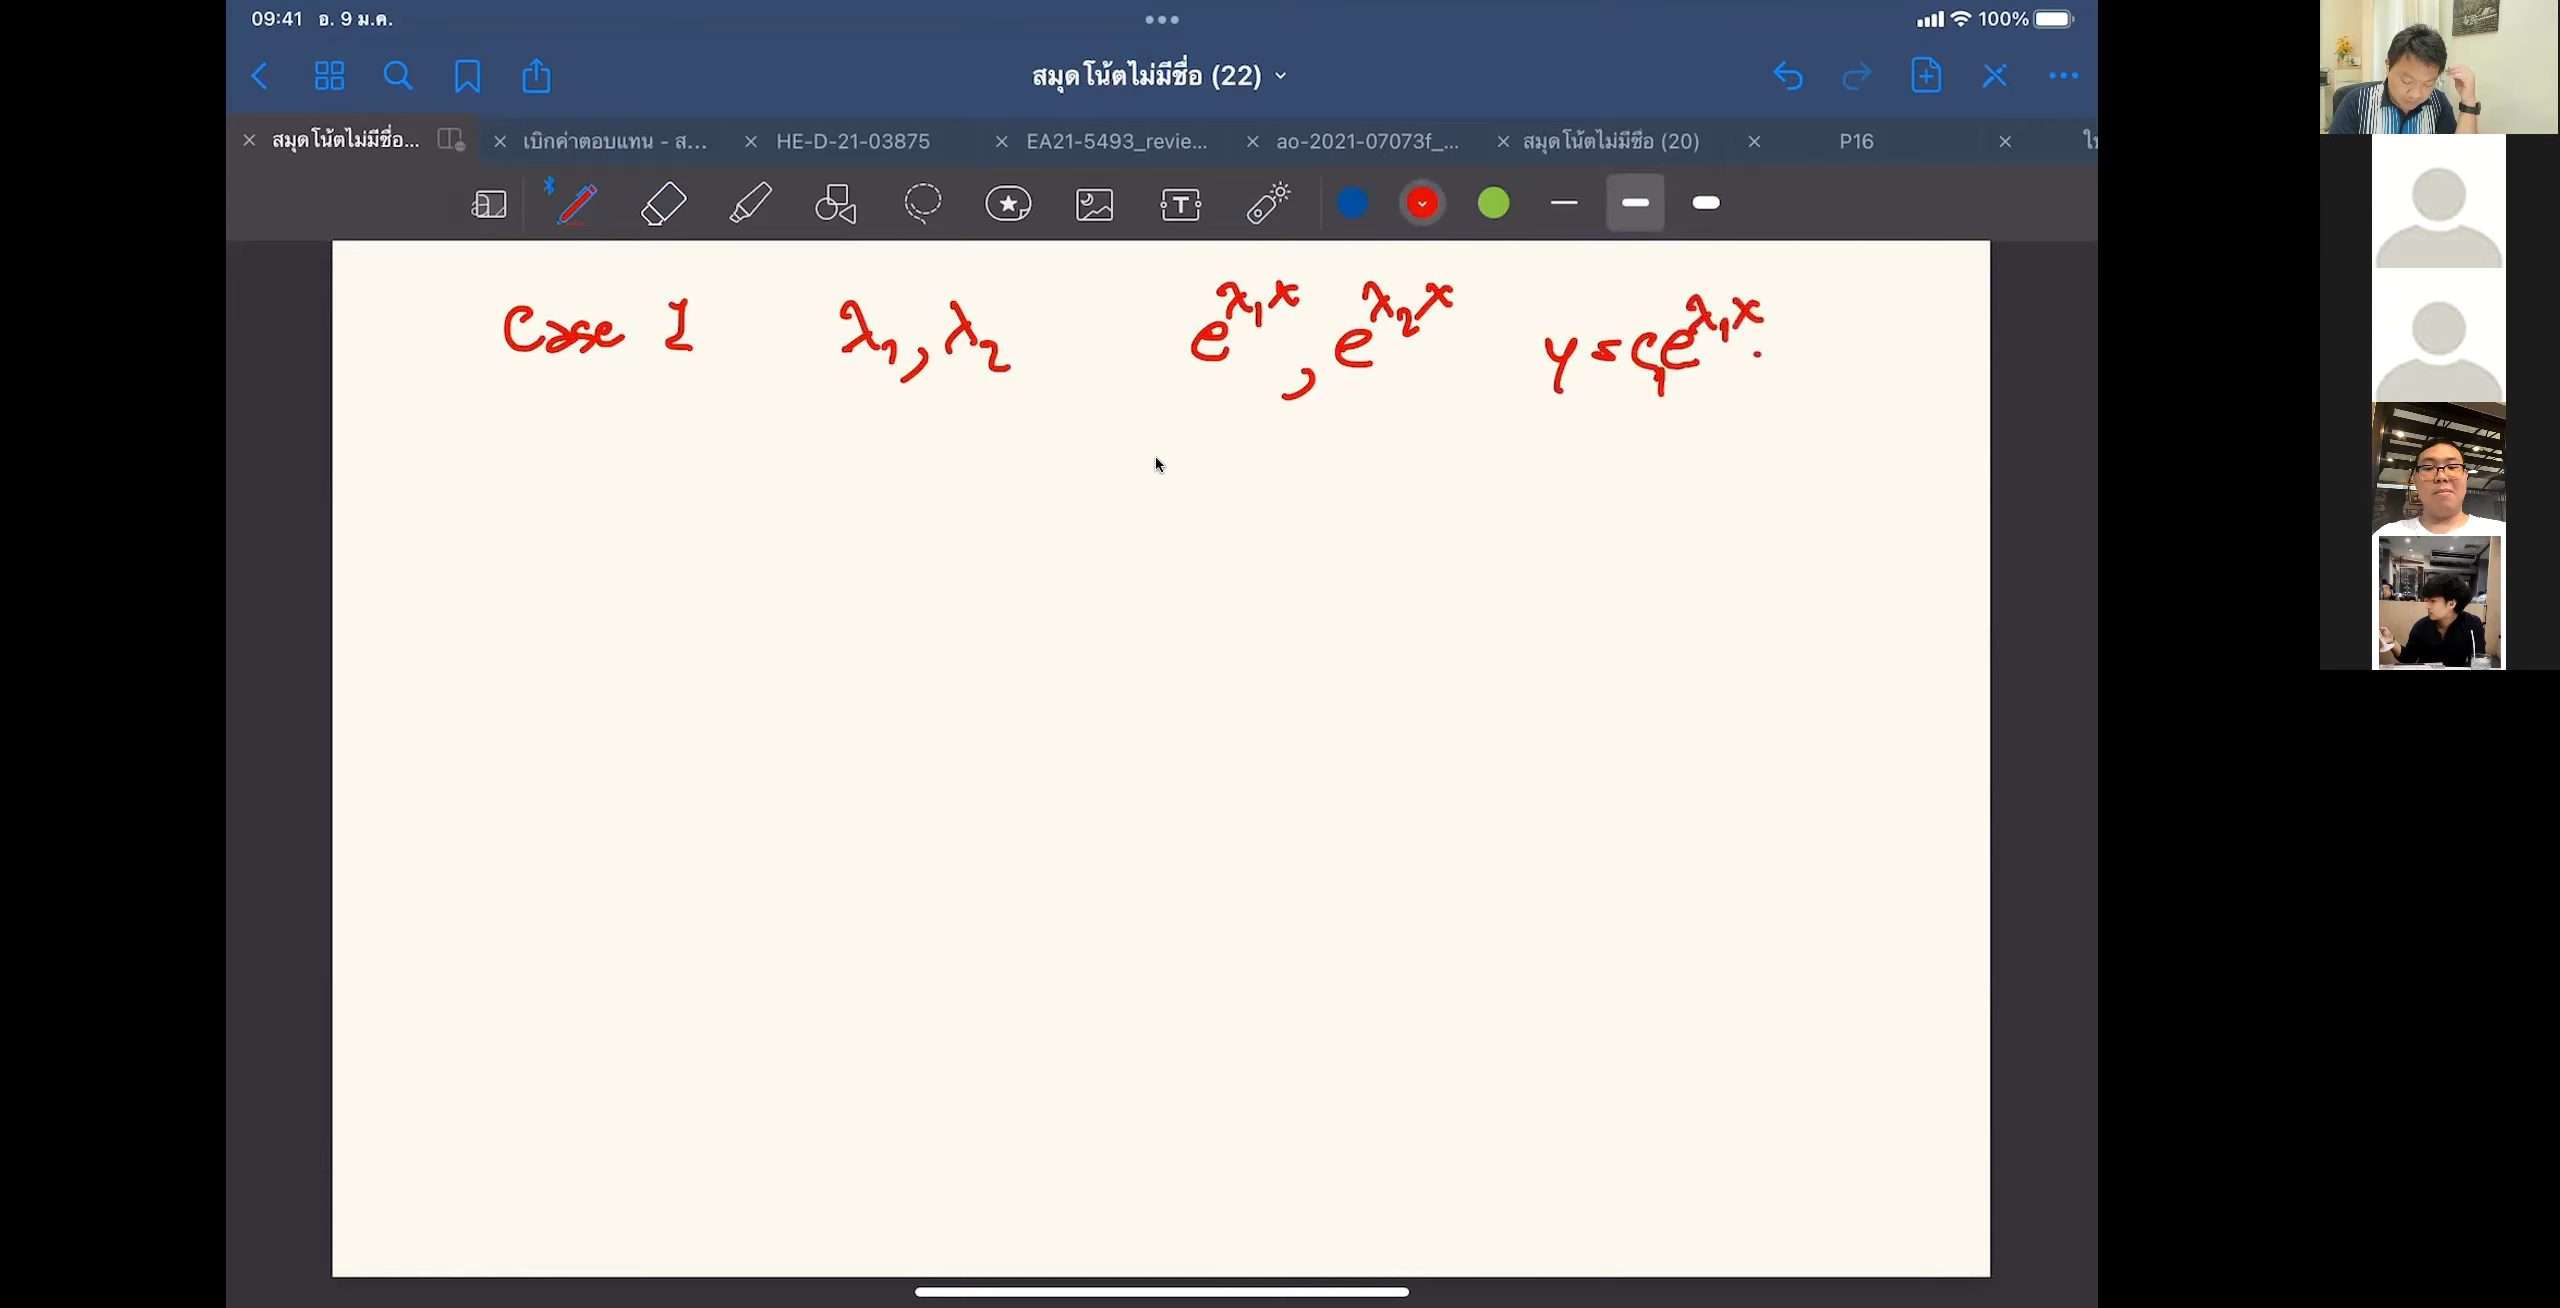 09:41 อ. 9 ม.ค. 100%
สมุดโน้ตไม่มีชื่อ (22)
สมุดโน้ตไม่มีชื่อ... เบิกค่าตอบแทน - ส... HE-D-21-03875 EA21-5493_revie... ao-2021-07073f_... สมุดโน้ตไม่มีชื่อ (20) P16
Case I λ₁, λ₂ e^{λ₁x}, e^{λ₂x} y = c₁e^{λ₁x}